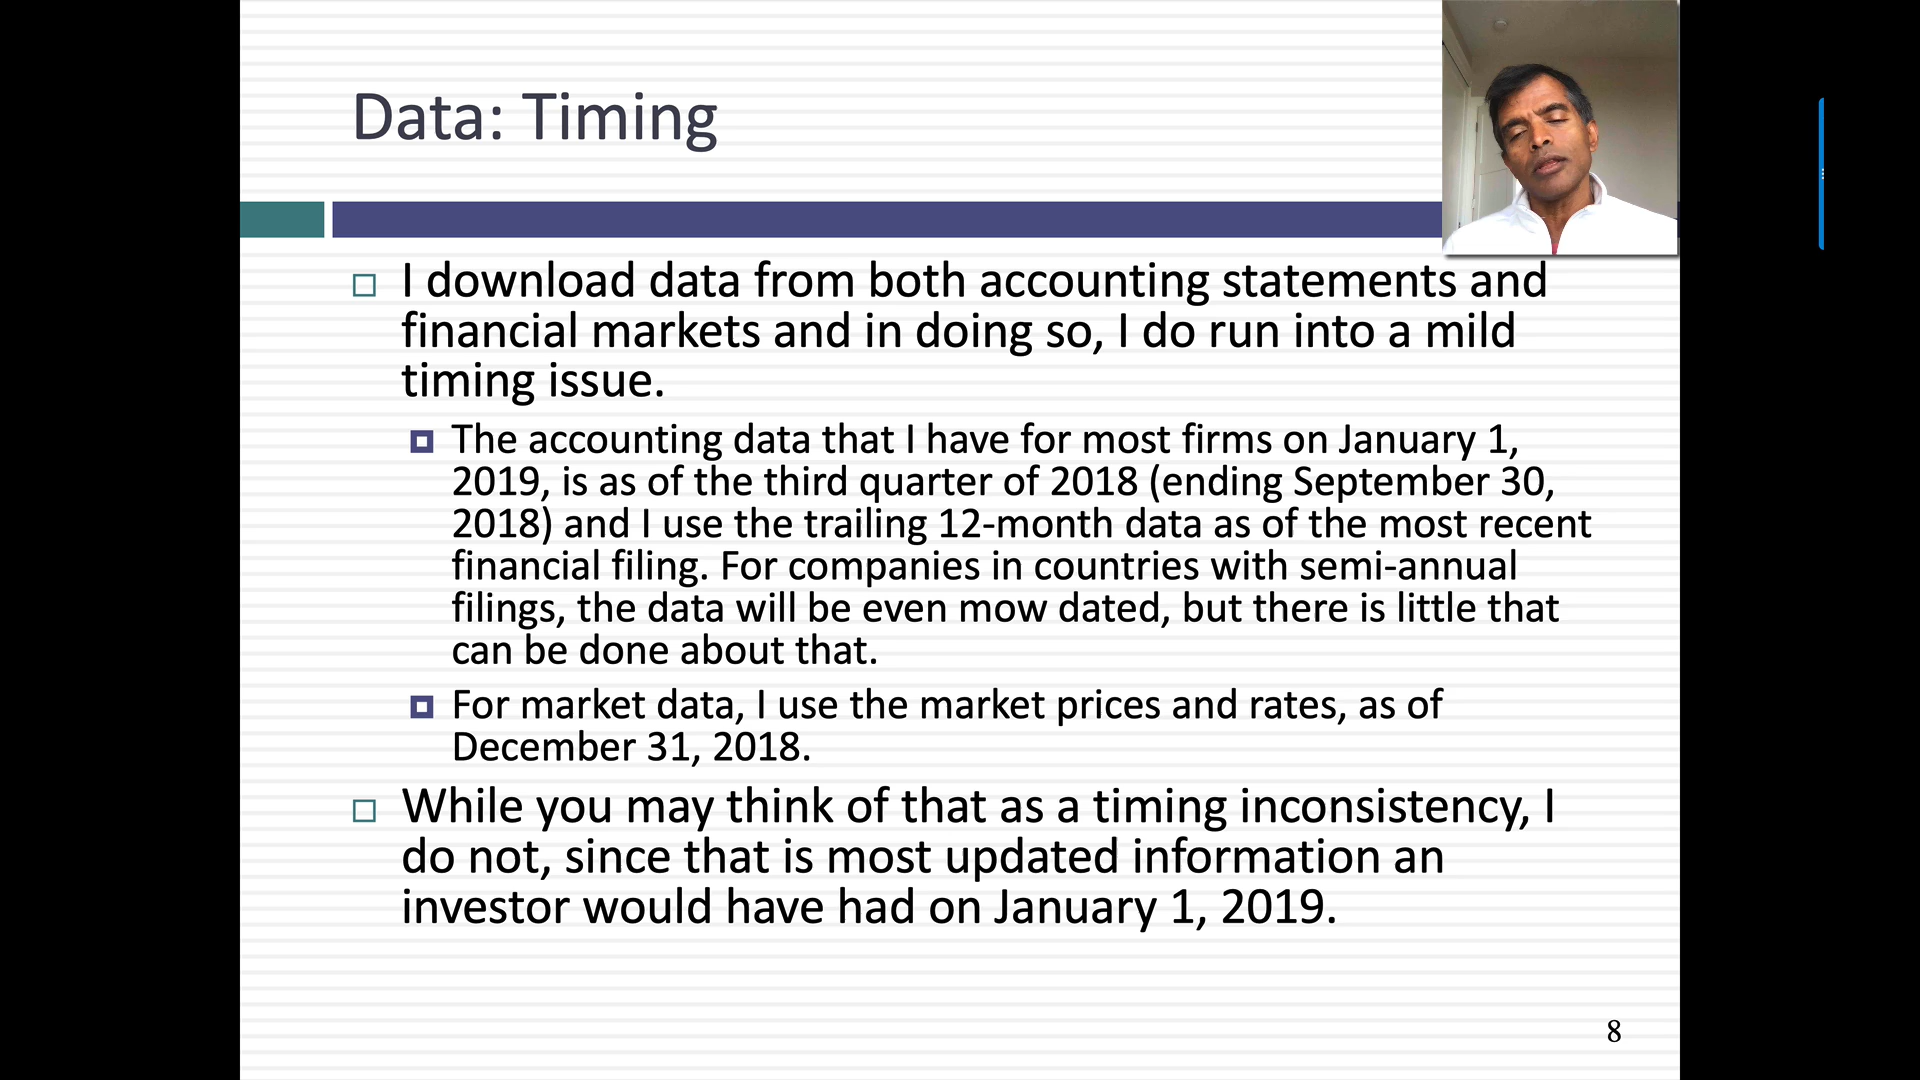 Data: Timing
I download data from both accounting statements and
financial markets and in doing so, I do run into a mild
timing issue.
The accounting data that I have for most firms on January 1,
2019, is as of the third quarter of 2018 (ending September 30,
2018) and I use the trailing 12-month data as of the most recent
financial filing. For companies in countries with semi-annual
filings, the data will be even mow dated, but there is little that
can be done about that.
For market data, I use the market prices and rates, as of
December 31, 2018.
While you may think of that as a timing inconsistency, I
do not, since that is most updated information an
investor would have had on January 1, 2019.
8